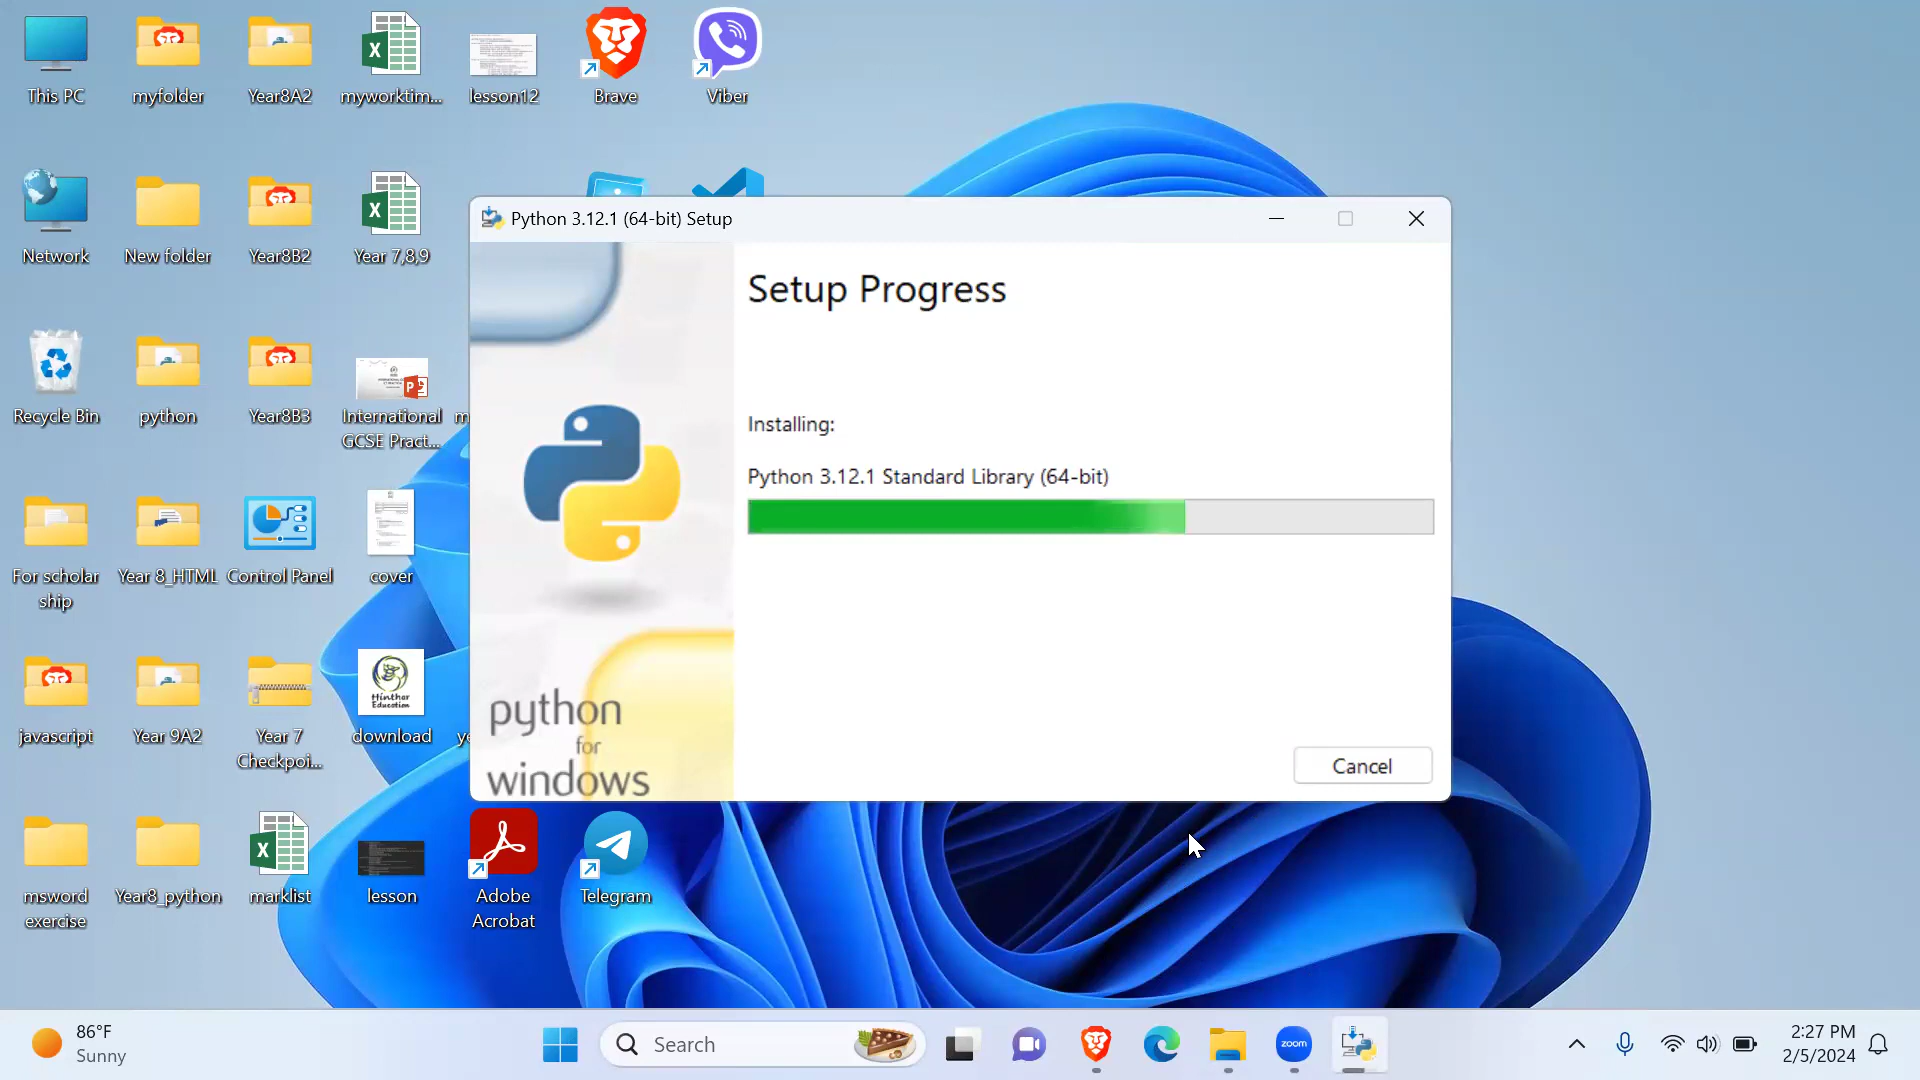 This PC
myfolder
Year8A2
myworktim...
lesson12
Brave
Viber
Network
New folder
Year8B2
Year 7,8,9
Python 3.12.1 (64-bit) Setup
Setup Progress
Installing:
Python 3.12.1 Standard Library (64-bit)
python
for
windows
Cancel
Recycle Bin
python
Year8B3
International
GCSE Pract...
m
For scholar
ship
Year 8_HTML
Control Panel
cover
javascript
Year 9A2
Year 7
Checkpoi...
Hinthar
Education
download
ye
msword
exercise
Year8_python
marklist
lesson
Adobe
Acrobat
Telegram
86°F
Sunny
Search
zoom
2:27 PM
2/5/2024